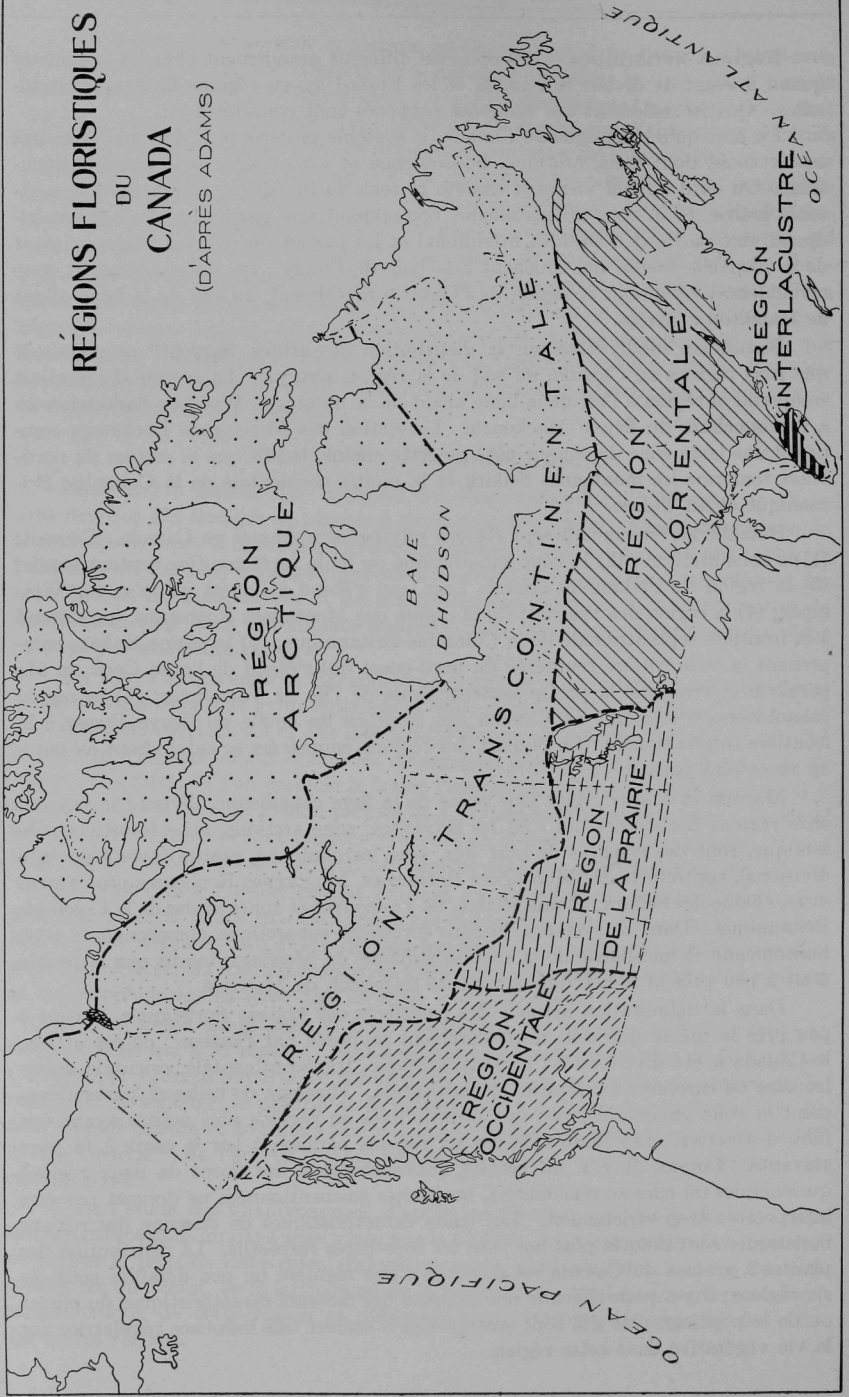 RÉGIONS FLORISTIQUES
DU
CANADA
(D'APRÈS ADAMS)
RÉGION
ARCTIQUE
BAIE
D'HUDSON
RÉGION TRANSCONTINENTALE
RÉGION
OCCIDENTALE
RÉGION
DE LA PRAIRIE
RÉGION
ORIENTALE
RÉGION
INTERLACUSTRE
OCÉAN PACIFIQUE
OCÉAN ATLANTIQUE